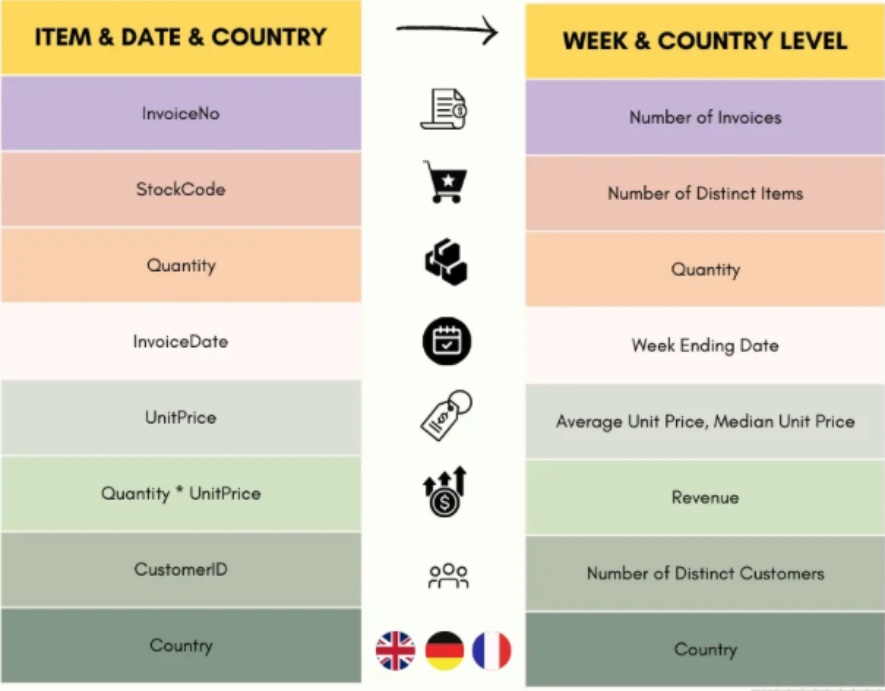 ITEM & DATE & COUNTRY
WEEK & COUNTRY LEVEL
InvoiceNo
Number of Invoices
StockCode
Number of Distinct Items
Quantity
Quantity
InvoiceDate
Week Ending Date
UnitPrice
Average Unit Price, Median Unit Price
Quantity * UnitPrice
Revenue
CustomerID
Number of Distinct Customers
Country
Country